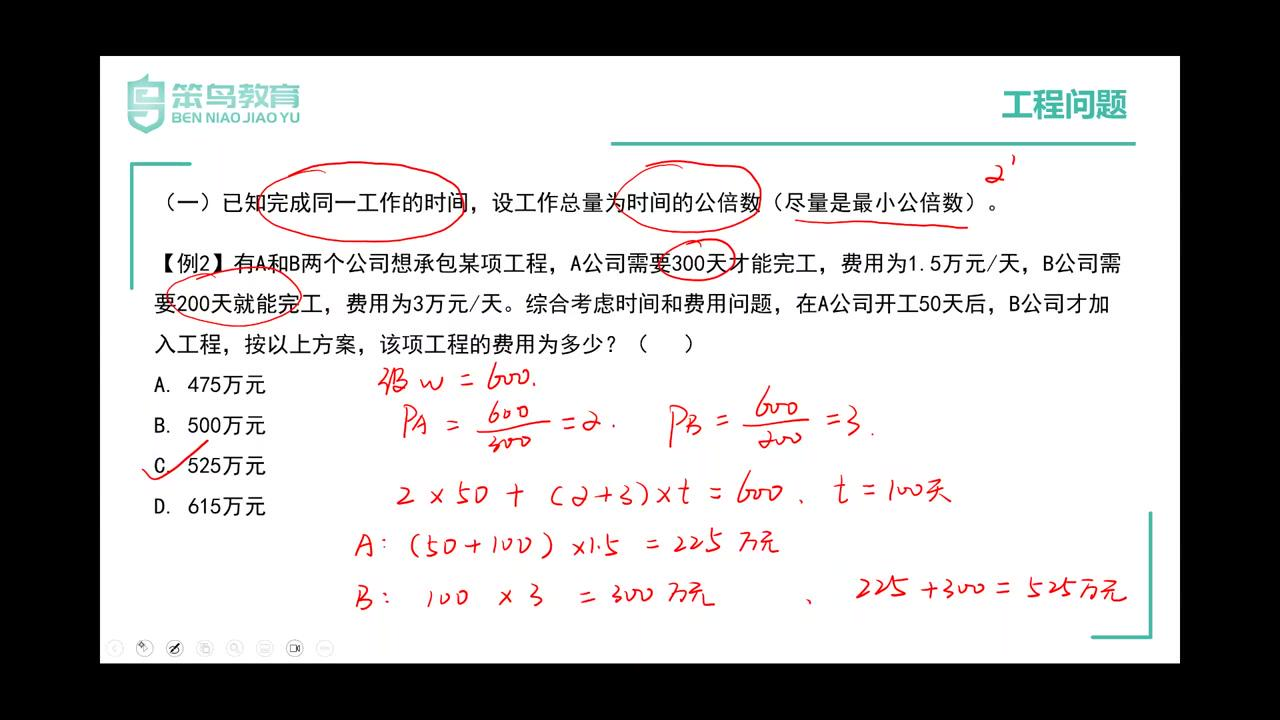 笨鸟教育
BEN NIAO JIAO YU
工程问题
2'
（一）已知完成同一工作的时间，设工作总量为时间的公倍数（尽量是最小公倍数）。
【例2】有A和B两个公司想承包某项工程，A公司需要300天才能完工，费用为1.5万元/天，B公司需
要200天就能完工，费用为3万元/天。综合考虑时间和费用问题，在A公司开工50天后，B公司才加
入工程，按以上方案，该项工程的费用为多少？（ ）
A. 475万元
设 W = 600.
B. 500万元
PA = 600/300 = 2. PB = 600/200 = 3.
C. 525万元
D. 615万元
2 × 50 + (2+3) × t = 600、 t = 100天
A: (50+100) × 1.5 = 225 万元
B: 100 × 3 = 300 万元 、 225 + 300 = 525万元